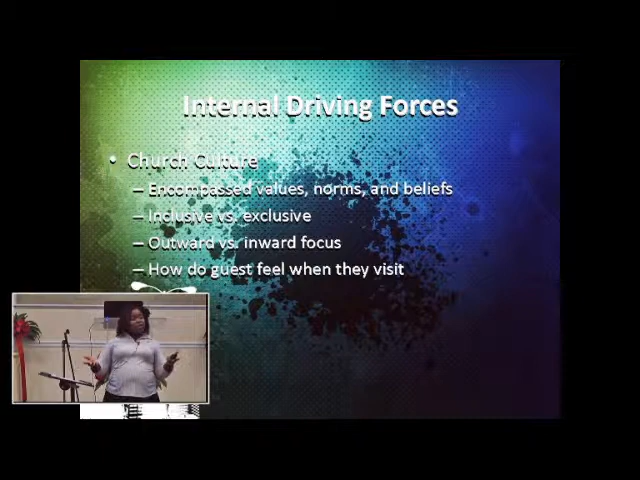 Internal Driving Forces
• Church Culture
– Encompassed values, norms, and beliefs
– Inclusive vs. exclusive
– Outward vs. inward focus
– How do guest feel when they visit